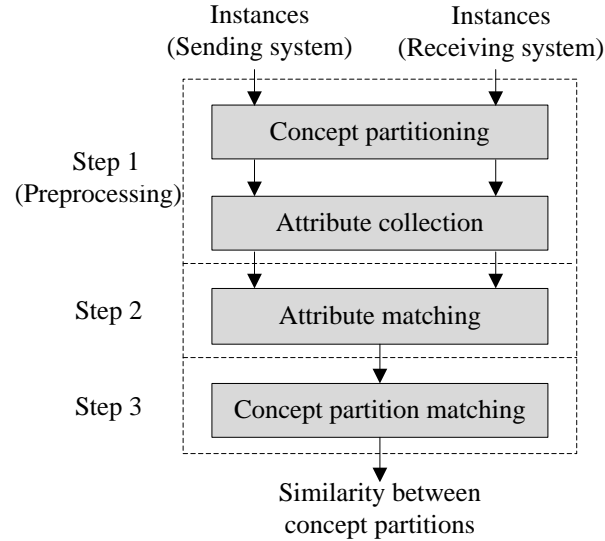 Instances
(Sending system)
Instances
(Receiving system)
Step 1
(Preprocessing)
Concept partitioning
Attribute collection
Step 2
Attribute matching
Step 3
Concept partition matching
Similarity between
concept partitions